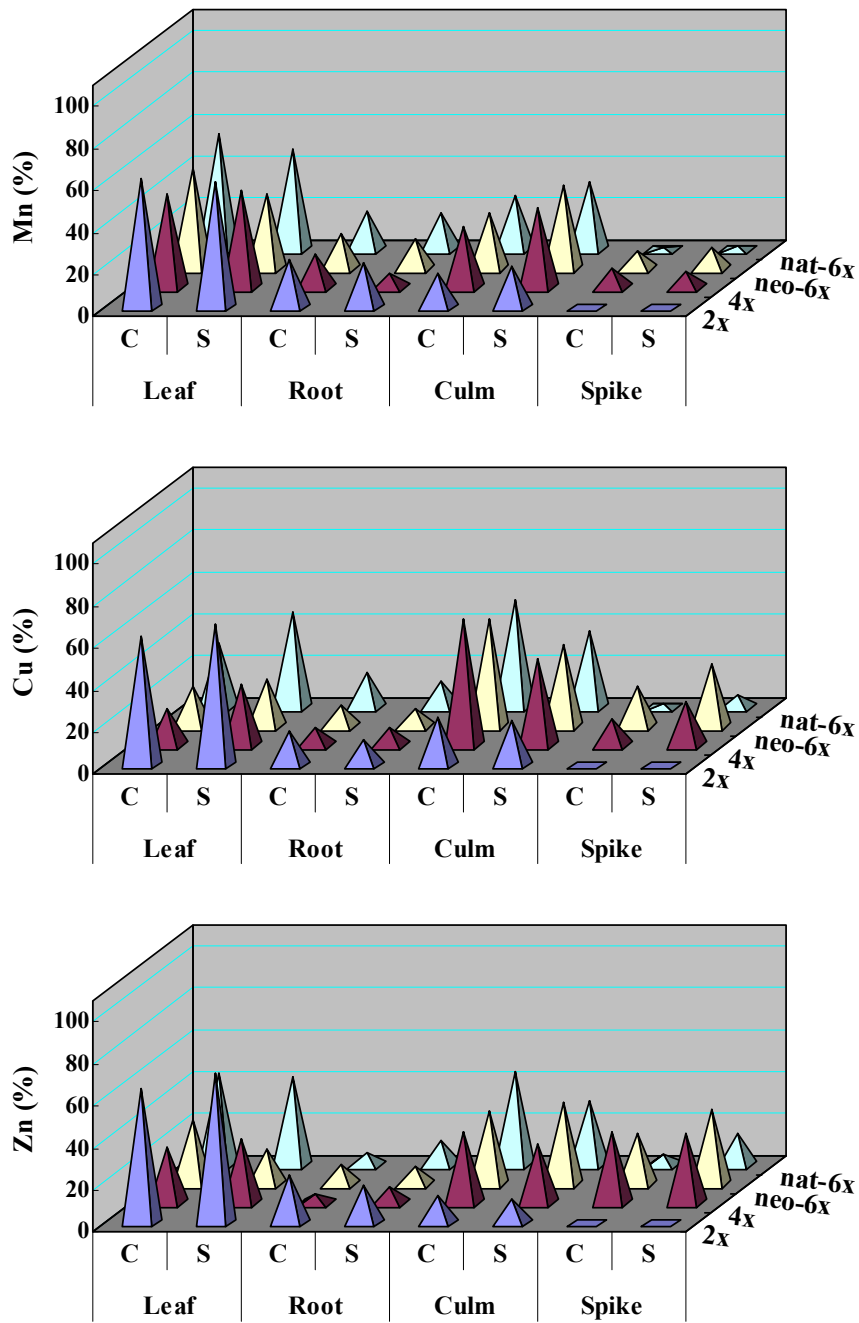 Mn (%)
100
80
60
40
20
0
nat-6x
neo-6x
4x
2x
C S C S C S C S
Leaf Root Culm Spike
Cu (%)
100
80
60
40
20
0
nat-6x
neo-6x
4x
2x
C S C S C S C S
Leaf Root Culm Spike
Zn (%)
100
80
60
40
20
0
nat-6x
neo-6x
4x
2x
C S C S C S C S
Leaf Root Culm Spike